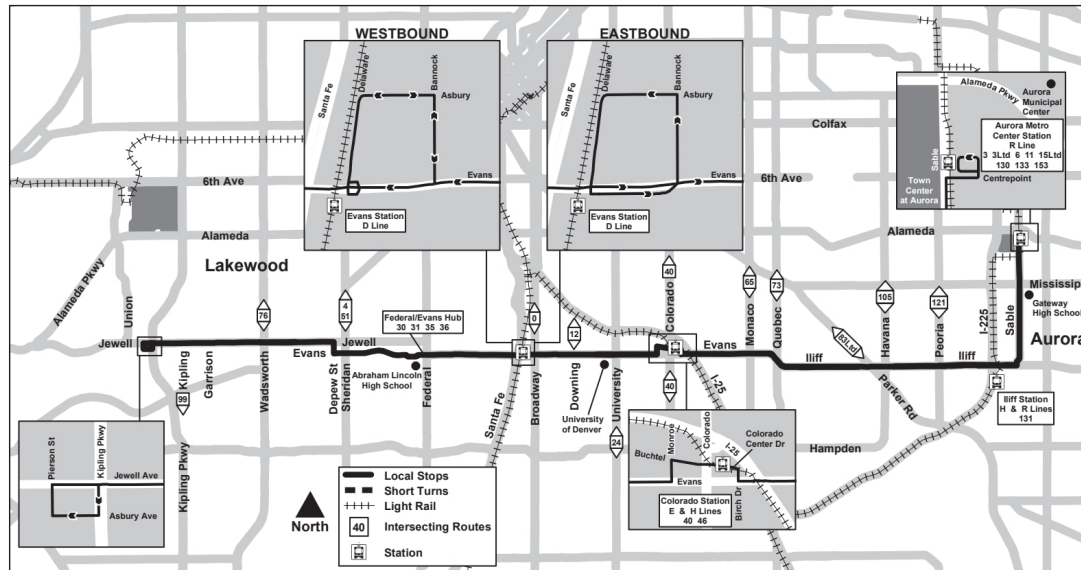 WESTBOUND
EASTBOUND
Santa Fe
Delaware
Bannock
Asbury
Evans
Evans Station
D Line
Santa Fe
Delaware
Bannock
Asbury
Evans
Evans Station
D Line
Alameda Pkwy
Aurora
Municipal
Center
Aurora Metro
Center Station
R Line
3 3Ltd 6 11 15Ltd
130 133 153
Sable
Town
Center
at Aurora
Centrepoint
Colfax
6th Ave
6th Ave
Alameda
Alameda
Lakewood
Alameda Pkwy
Union
Jewell
Kipling
99
Kipling Pkwy
Garrison
76
Wadsworth
4
51
Evans
Depew St
Sheridan
Jewell
Federal/Evans Hub
30 31 35 36
Abraham Lincoln
High School
Federal
Santa Fe
0
Broadway
12
Downing
University
of Denver
University
24
40
Colorado
40
I-25
Evans
65
Monaco
73
Quebec
Iliff
83Ltd
Parker Rd
105
Havana
121
Peoria
Iliff
I-225
Sable
Mississip
Gateway
High School
Aurora
Iliff Station
H & R Lines
131
Hampden
Pierson St
Kipling Pkwy
Jewell Ave
Asbury Ave
North
Local Stops
Short Turns
Light Rail
40 Intersecting Routes
Station
Buchtel
Monroe
Colorado
I-25
Colorado
Center Dr
Evans
Birch Dr
Colorado Station
E & H Lines
40 46